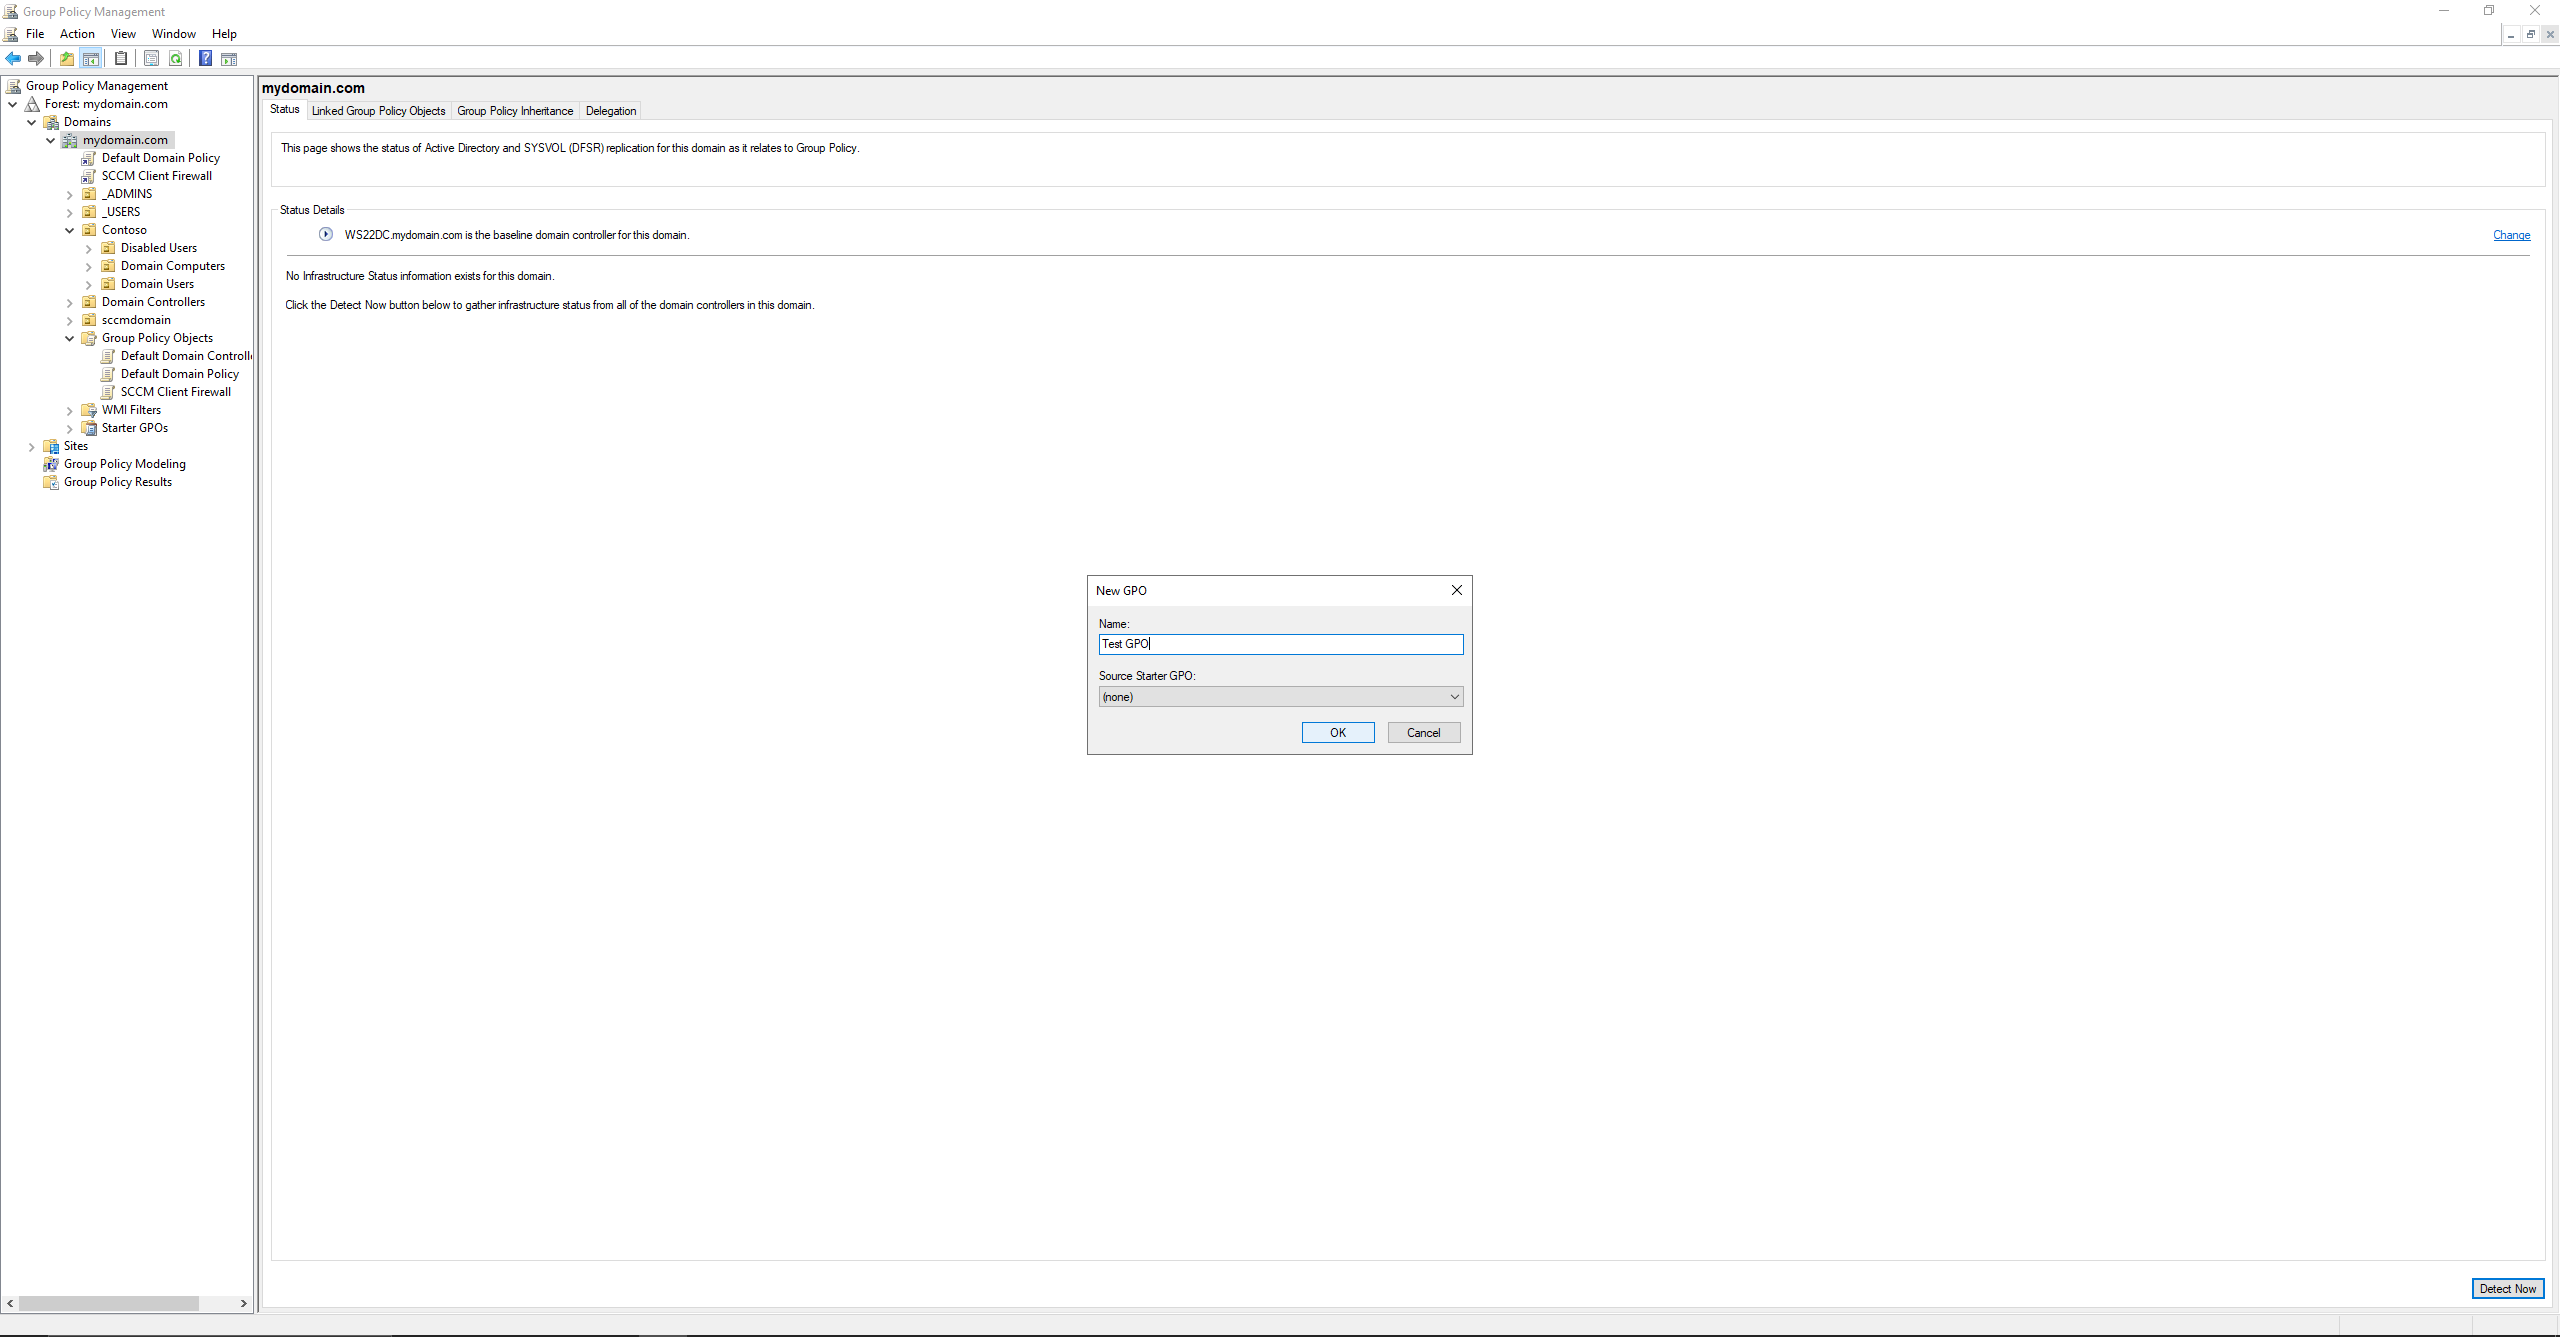 Group Policy Management
File Action View Window Help
Group Policy Management
Forest: mydomain.com
Domains
mydomain.com
Default Domain Policy
SCCM Client Firewall
_ADMINS
_USERS
Contoso
Disabled Users
Domain Computers
Domain Users
Domain Controllers
sccmdomain
Group Policy Objects
Default Domain Controlle
Default Domain Policy
SCCM Client Firewall
WMI Filters
Starter GPOs
Sites
Group Policy Modeling
Group Policy Results
mydomain.com
Status Linked Group Policy Objects Group Policy Inheritance Delegation
This page shows the status of Active Directory and SYSVOL (DFSR) replication for this domain as it relates to Group Policy.
Status Details
WS22DC.mydomain.com is the baseline domain controller for this domain. Change
No Infrastructure Status information exists for this domain.
Click the Detect Now button below to gather infrastructure status from all of the domain controllers in this domain.
New GPO
Name:
Test GPO
Source Starter GPO:
(none)
OK Cancel
Detect Now